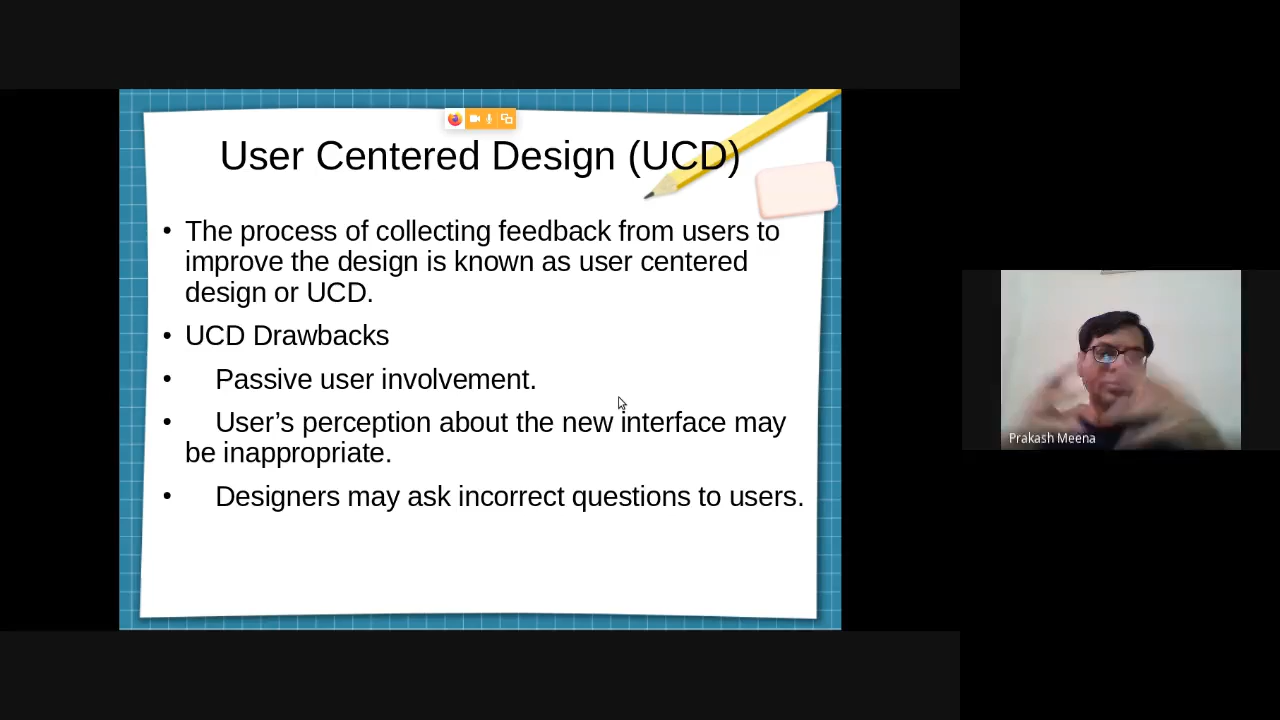 User Centered Design (UCD)
• The process of collecting feedback from users to
improve the design is known as user centered
design or UCD.
• UCD Drawbacks
• Passive user involvement.
• User’s perception about the new interface may
be inappropriate.
• Designers may ask incorrect questions to users.
Prakash Meena